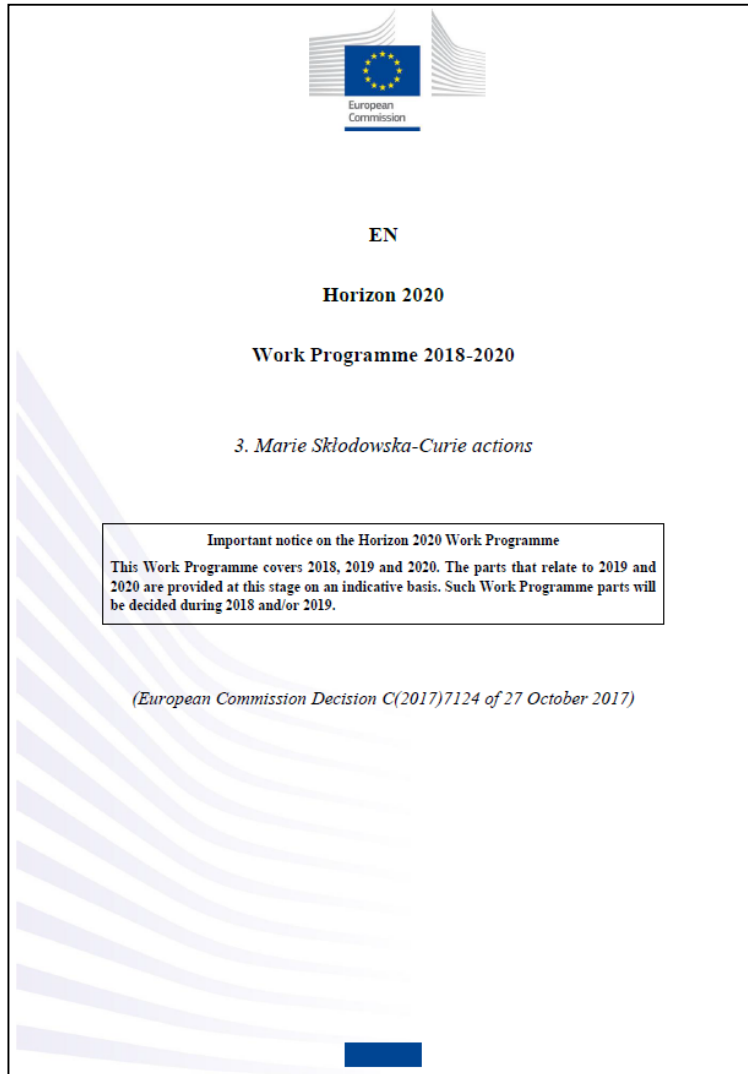 European
Commission
EN
Horizon 2020
Work Programme 2018-2020
3. Marie Skłodowska-Curie actions
Important notice on the Horizon 2020 Work Programme
This Work Programme covers 2018, 2019 and 2020. The parts that relate to 2019 and
2020 are provided at this stage on an indicative basis. Such Work Programme parts will
be decided during 2018 and/or 2019.
(European Commission Decision C(2017)7124 of 27 October 2017)